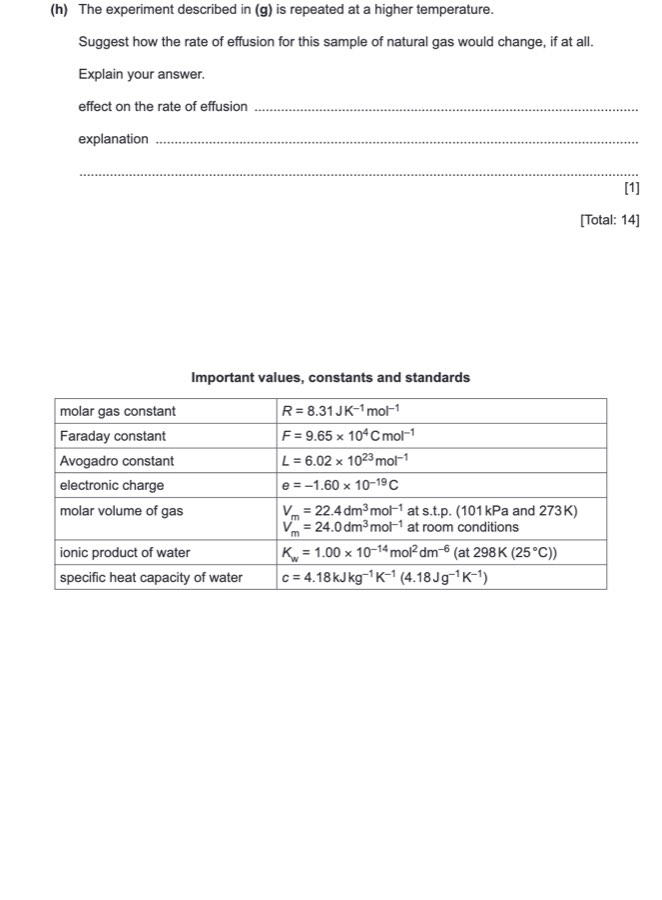 (h) The experiment described in (g) is repeated at a higher temperature.
Suggest how the rate of effusion for this sample of natural gas would change, if at all.
Explain your answer.
effect on the rate of effusion ................................................................................
explanation ................................................................................
................................................................................
[1]
[Total: 14]
Important values, constants and standards
molar gas constant R = 8.31 J K⁻¹ mol⁻¹
Faraday constant F = 9.65 × 10⁴ C mol⁻¹
Avogadro constant L = 6.02 × 10²³ mol⁻¹
electronic charge e = −1.60 × 10⁻¹⁹ C
molar volume of gas Vₘ = 22.4 dm³ mol⁻¹ at s.t.p. (101 kPa and 273 K)
Vₘ = 24.0 dm³ mol⁻¹ at room conditions
ionic product of water K_w = 1.00 × 10⁻¹⁴ mol² dm⁻⁶ (at 298 K (25 °C))
specific heat capacity of water c = 4.18 kJ kg⁻¹ K⁻¹ (4.18 J g⁻¹ K⁻¹)